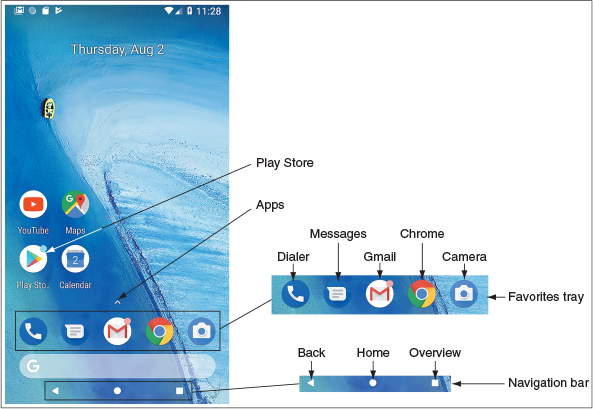 11:28
Thursday, Aug 2
Play Store
Apps
YouTube
Maps
2
Play Sto..
Calendar
G
Messages
Chrome
Dialer
Gmail
Camera
Favorites tray
Back
Home
Overview
Navigation bar